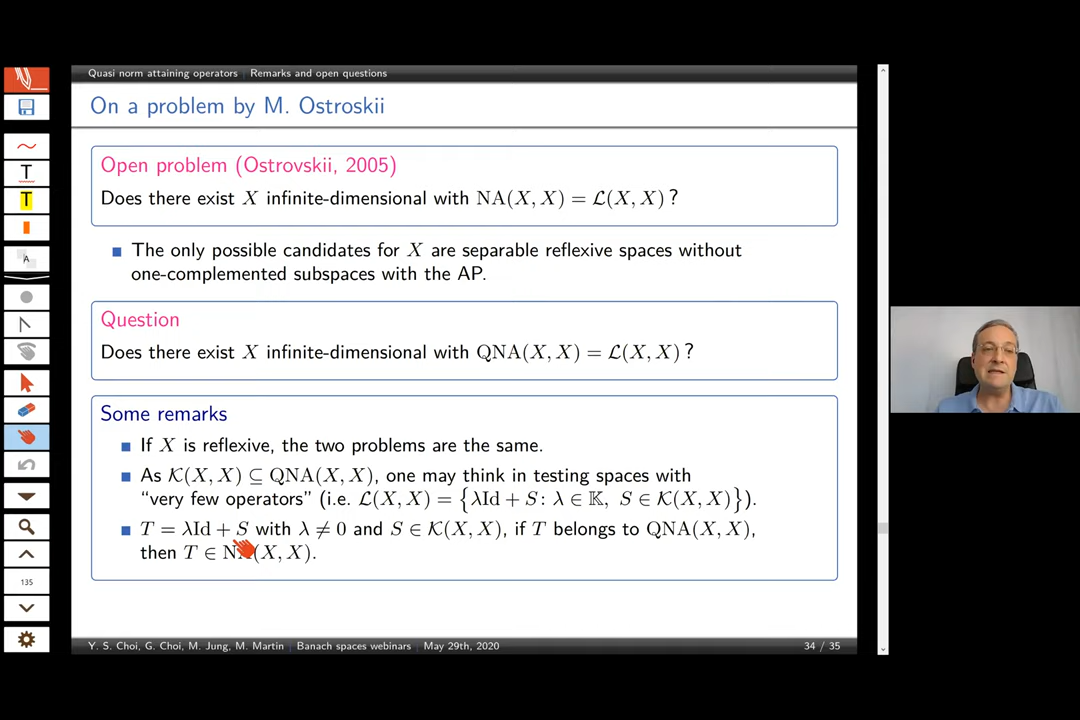 Quasi norm attaining operators Remarks and open questions
On a problem by M. Ostroskii
Open problem (Ostrovskii, 2005)
Does there exist X infinite-dimensional with NA(X, X) = ℒ(X, X)?
The only possible candidates for X are separable reflexive spaces without
one-complemented subspaces with the AP.
Question
Does there exist X infinite-dimensional with QNA(X, X) = ℒ(X, X)?
Some remarks
If X is reflexive, the two problems are the same.
As 𝒦(X, X) ⊆ QNA(X, X), one may think in testing spaces with
“very few operators” (i.e. ℒ(X, X) = {λId + S : λ ∈ 𝕂, S ∈ 𝒦(X, X)}).
T = λId + S with λ ≠ 0 and S ∈ 𝒦(X, X), if T belongs to QNA(X, X),
then T ∈ NA(X, X).
Y. S. Choi, G. Choi, M. Jung, M. Martin | Banach spaces webinars | May 29th, 2020 34 / 35
T
T
A
135